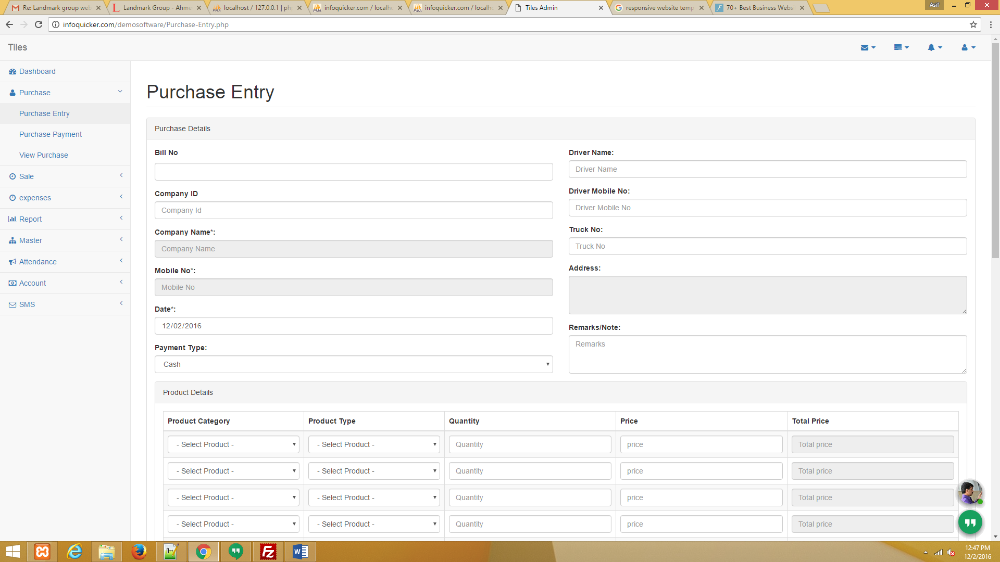 Re: Landmark group web
Landmark Group - Ahme
localhost / 127.0.0.1 | ph
infoquicker.com / localh
infoquicker.com / localh
Tiles Admin
responsive website temp
70+ Best Business Websi
Asif
infoquicker.com/demosoftware/Purchase-Entry.php
Tiles
Dashboard
Purchase
Purchase Entry
Purchase Payment
View Purchase
Sale
expenses
Report
Master
Attendance
Account
SMS
Purchase Entry
Purchase Details
Bill No
Company ID
Company Id
Company Name*:
Company Name
Mobile No*:
Mobile No
Date*:
12/02/2016
Payment Type:
Cash
Driver Name:
Driver Name
Driver Mobile No:
Driver Mobile No
Truck No:
Truck No
Address:
Remarks/Note:
Remarks
Product Details
Product Category Product Type Quantity Price Total Price
- Select Product - - Select Product - Quantity price Total price
- Select Product - - Select Product - Quantity price Total price
- Select Product - - Select Product - Quantity price Total price
- Select Product - - Select Product - Quantity price Total price
12:47 PM
12/2/2016